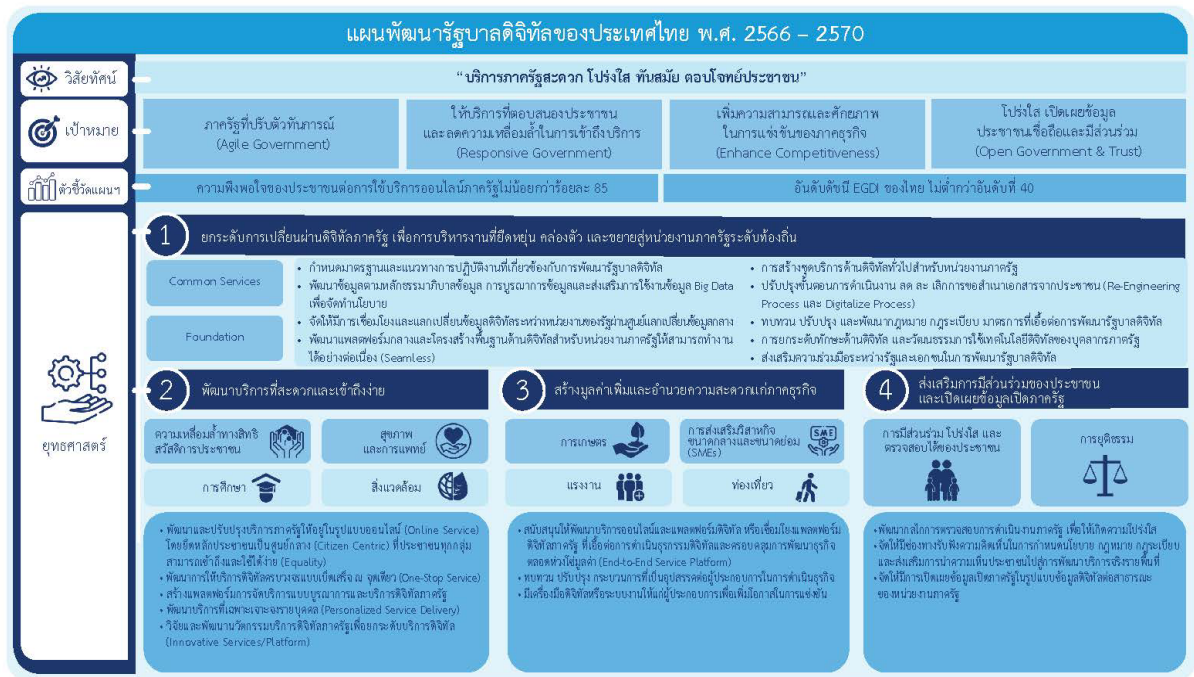 แผนพัฒนารัฐบาลดิจิทัลของประเทศไทย พ.ศ. 2566 – 2570
วิสัยทัศน์
“บริการภาครัฐสะดวก โปร่งใส ทันสมัย ตอบโจทย์ประชาชน”
เป้าหมาย
ภาครัฐที่ปรับตัวทันการณ์
(Agile Government)
ให้บริการที่ตอบสนองประชาชน
และลดความเหลื่อมล้ำในการเข้าถึงบริการ
(Responsive Government)
เพิ่มความสามารถและศักยภาพ
ในการแข่งขันของภาคธุรกิจ
(Enhance Competitiveness)
โปร่งใส เปิดเผยข้อมูล
ประชาชนเชื่อถือและมีส่วนร่วม
(Open Government & Trust)
ตัวชี้วัดแผนฯ
ความพึงพอใจของประชาชนต่อการใช้บริการออนไลน์ภาครัฐไม่น้อยกว่าร้อยละ 85
อันดับดัชนี EGDI ของไทย ไม่ต่ำกว่าอันดับที่ 40
ยุทธศาสตร์
1 ยกระดับการเปลี่ยนผ่านดิจิทัลภาครัฐ เพื่อการบริหารงานที่ยืดหยุ่น คล่องตัว และขยายสู่หน่วยงานภาครัฐระดับท้องถิ่น
Common Services
Foundation
• กำหนดมาตรฐานและแนวทางการปฏิบัติงานที่เกี่ยวข้องกับการพัฒนารัฐบาลดิจิทัล
• พัฒนาข้อมูลตามหลักธรรมาภิบาลข้อมูล การบูรณาการข้อมูลและส่งเสริมการใช้งานข้อมูล Big Data
เพื่อจัดทำนโยบาย
• จัดให้มีการเชื่อมโยงและแลกเปลี่ยนข้อมูลดิจิทัลระหว่างหน่วยงานของรัฐผ่านศูนย์แลกเปลี่ยนข้อมูลกลาง
• พัฒนาแพลตฟอร์มกลางและโครงสร้างพื้นฐานด้านดิจิทัลสำหรับหน่วยงานภาครัฐให้สามารถทำงาน
ได้อย่างต่อเนื่อง (Seamless)
• การสร้างชุดบริการด้านดิจิทัลทั่วไปสำหรับหน่วยงานภาครัฐ
• ปรับปรุงขั้นตอนการดำเนินงาน ลด ละ เลิกการขอสำเนาเอกสารจากประชาชน (Re-Engineering
Process และ Digitalize Process)
• ทบทวน ปรับปรุง และพัฒนากฎหมาย กฎระเบียบ มาตรการที่เอื้อต่อการพัฒนารัฐบาลดิจิทัล
• การยกระดับทักษะด้านดิจิทัล และวัฒนธรรมการใช้เทคโนโลยีดิจิทัลของบุคลากรภาครัฐ
• ส่งเสริมความร่วมมือระหว่างรัฐและเอกชนในการพัฒนารัฐบาลดิจิทัล
2 พัฒนาบริการที่สะดวกและเข้าถึงง่าย
ความเหลื่อมล้ำทางสิทธิ
สวัสดิการประชาชน
สุขภาพ
และการแพทย์
การศึกษา
สิ่งแวดล้อม
• พัฒนาและปรับปรุงบริการภาครัฐให้อยู่ในรูปแบบออนไลน์ (Online Service)
โดยยึดหลักประชาชนเป็นศูนย์กลาง (Citizen Centric) ที่ประชาชนทุกกลุ่ม
สามารถเข้าถึงและใช้ได้ง่าย (Equality)
• พัฒนาการให้บริการดิจิทัลครบวงจรแบบเบ็ดเสร็จ ณ จุดเดียว (One-Stop Service)
• สร้างแพลตฟอร์มการจัดบริการแบบบูรณาการและบริการดิจิทัลภาครัฐ
• พัฒนาบริการที่เฉพาะเจาะจงรายบุคคล (Personalized Service Delivery)
• วิจัยและพัฒนานวัตกรรมบริการดิจิทัลภาครัฐเพื่อยกระดับบริการดิจิทัล
(Innovative Services/Platform)
3 สร้างมูลค่าเพิ่มและอำนวยความสะดวกแก่ภาคธุรกิจ
การเกษตร
การส่งเสริมวิสาหกิจ
ขนาดกลางและขนาดย่อม
(SMEs)
SME
แรงงาน
ท่องเที่ยว
• สนับสนุนให้พัฒนาบริการออนไลน์และแพลตฟอร์มดิจิทัล หรือเชื่อมโยงแพลตฟอร์ม
ดิจิทัลภาครัฐ ที่เอื้อต่อการดำเนินธุรกรรมดิจิทัลและครอบคลุมการพัฒนาธุรกิจ
ตลอดห่วงโซ่มูลค่า (End-to-End Service Platform)
• ทบทวน ปรับปรุง กระบวนการที่เป็นอุปสรรคต่อผู้ประกอบการในการดำเนินธุรกิจ
• มีเครื่องมือดิจิทัลหรือระบบงานให้แก่ผู้ประกอบการเพื่อเพิ่มโอกาสในการแข่งขัน
4 ส่งเสริมการมีส่วนร่วมของประชาชน
และเปิดเผยข้อมูลเปิดภาครัฐ
การมีส่วนร่วม โปร่งใส และ
ตรวจสอบได้ของประชาชน
การยุติธรรม
• พัฒนากลไกการตรวจสอบการดำเนินงานภาครัฐ เพื่อให้เกิดความโปร่งใส
• จัดให้มีช่องทางรับฟังความคิดเห็นในการกำหนดนโยบาย กฎหมาย กฎระเบียบ
และส่งเสริมการนำความเห็นประชาชนไปสู่การพัฒนาบริการจริงรายพื้นที่
• จัดให้มีการเปิดเผยข้อมูลเปิดภาครัฐในรูปแบบข้อมูลดิจิทัลต่อสาธารณะ
ของหน่วยงานภาครัฐ